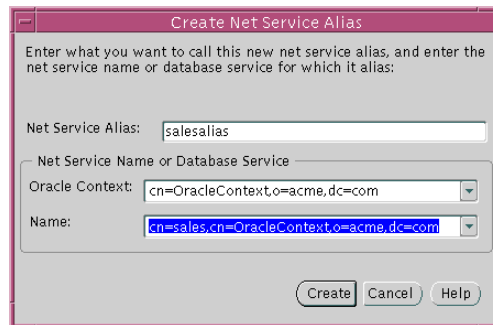 Create Net Service Alias
Enter what you want to call this new net service alias, and enter the
net service name or database service for which it alias:
Net Service Alias: salesalias
Net Service Name or Database Service
Oracle Context: cn=OracleContext,o=acme,dc=com
Name: cn=sales,cn=OracleContext,o=acme,dc=com
Create Cancel Help